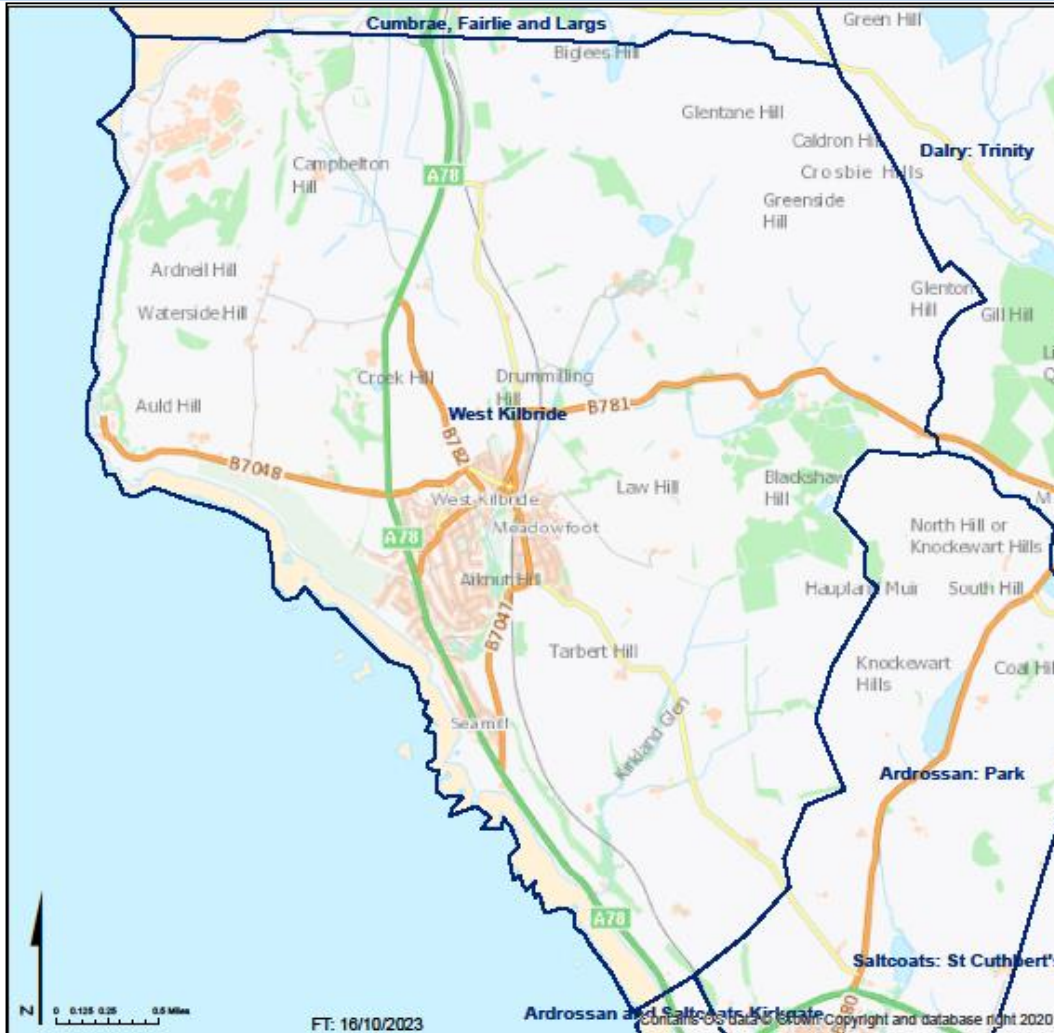 Cumbrae, Fairlie and Largs
Green Hill
Biglees Hill
Glentane Hill
Caldron Hill
Dalry: Trinity
Campbelton
Hill
A78
Crosbie Hills
Greenside
Hill
Ardneil Hill
Waterside Hill
Glenton
Hill
Gill Hill
Crock Hill
Drummilling
Hill
Auld Hill
West Kilbride
B781
B782
B7048
West Kilbride
Law Hill
Blackshaw
Hill
Meadowfoot
North Hill or
Knockewart Hills
A78
Aiknut Hill
Haupland Muir
South Hill
B7047
Tarbert Hill
Knockewart
Hills
Coal Hil
Seamill
Kirkland Glen
Ardrossan: Park
A78
Saltcoats: St Cuthbert's
N
0 0.125 0.25 0.5 Miles
FT: 16/10/2023
Ardrossan and Saltcoats Kirkgate
Contains OS data © Crown Copyright and database right 2020